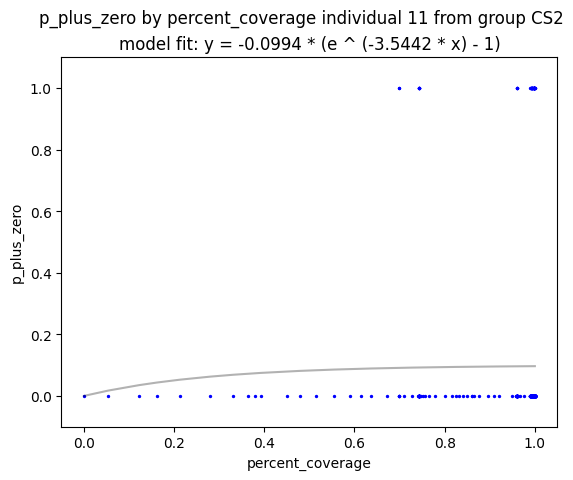 p_plus_zero by percent_coverage individual 11 from group CS2
model fit: y = -0.0994 * (e ^ (-3.5442 * x) - 1)
1.0
0.8
0.6
0.4
0.2
0.0
p_plus_zero
0.0 0.2 0.4 0.6 0.8 1.0
percent_coverage